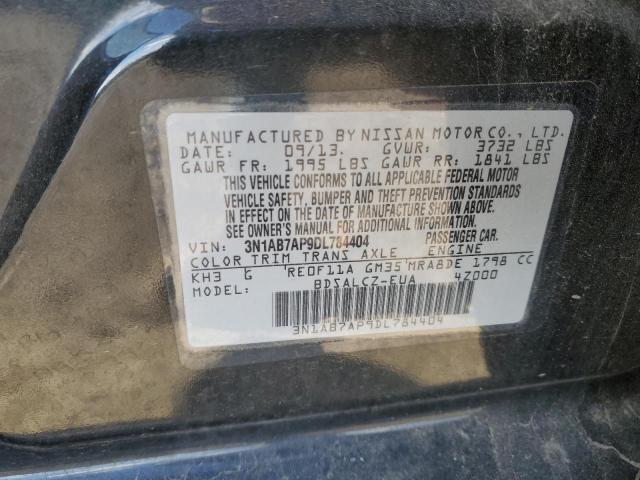 MANUFACTURED BY NISSAN MOTOR CO., LTD.
DATE: 09/13. GVWR: 3732 LBS
GAWR FR: 1995 LBS GAWR RR: 1841 LBS
THIS VEHICLE CONFORMS TO ALL APPLICABLE FEDERAL MOTOR
VEHICLE SAFETY, BUMPER AND THEFT PREVENTION STANDARDS
IN EFFECT ON THE DATE OF MANUFACTURE SHOWN ABOVE.
SEE OWNER'S MANUAL FOR ADDITIONAL INFORMATION
VIN: 3N1AB7AP9DL784404 PASSENGER CAR.
COLOR TRIM TRANS AXLE ENGINE
KH3 G RE0F11A GM35 MRA8DE 1798 CC
MODEL: BDSALCZ-EUA 4Z000
3N1AB7AP9DL784404